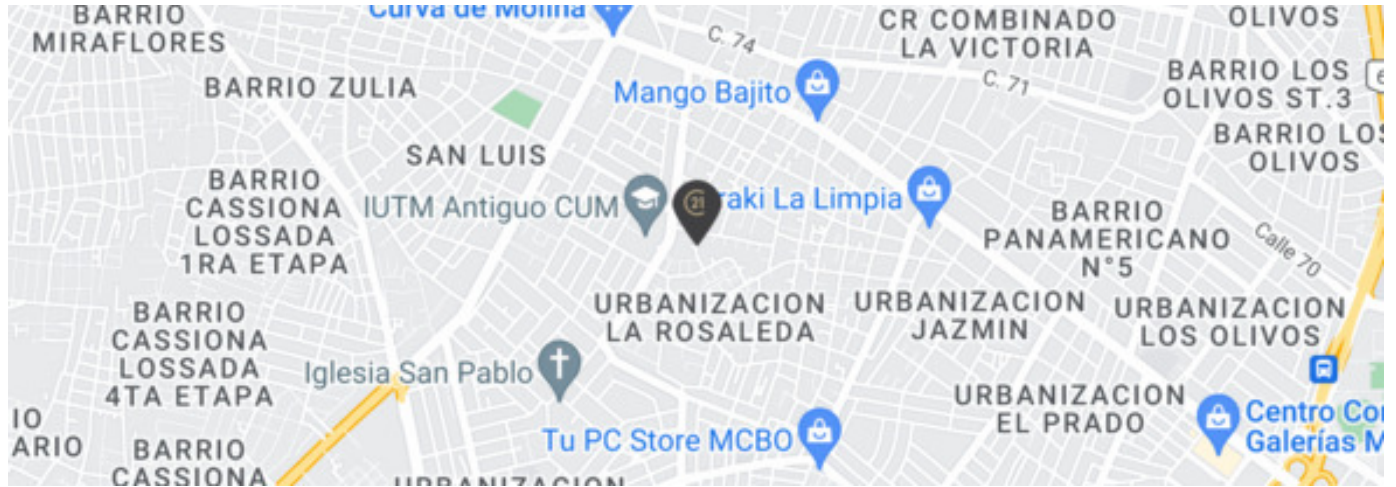 BARRIO
MIRAFLORES
Curva de Molina
C. 74
CR COMBINADO
LA VICTORIA
OLIVOS
BARRIO ZULIA
Mango Bajito
C. 71
BARRIO LOS
OLIVOS ST.3
6
BARRIO LOS
OLIVOS
SAN LUIS
BARRIO
CASSIONA
LOSSADA
1RA ETAPA
IUTM Antiguo CUM
21
raki La Limpia
BARRIO
PANAMERICANO
N°5
Calle 70
URBANIZACION
LA ROSALEDA
URBANIZACION
JAZMIN
URBANIZACION
LOS OLIVOS
BARRIO
CASSIONA
LOSSADA
4TA ETAPA
Iglesia San Pablo
URBANIZACION
EL PRADO
IO
ARIO
Tu PC Store MCBO
Centro Co
Galerías M
BARRIO
CASSIONA
URBANIZACION